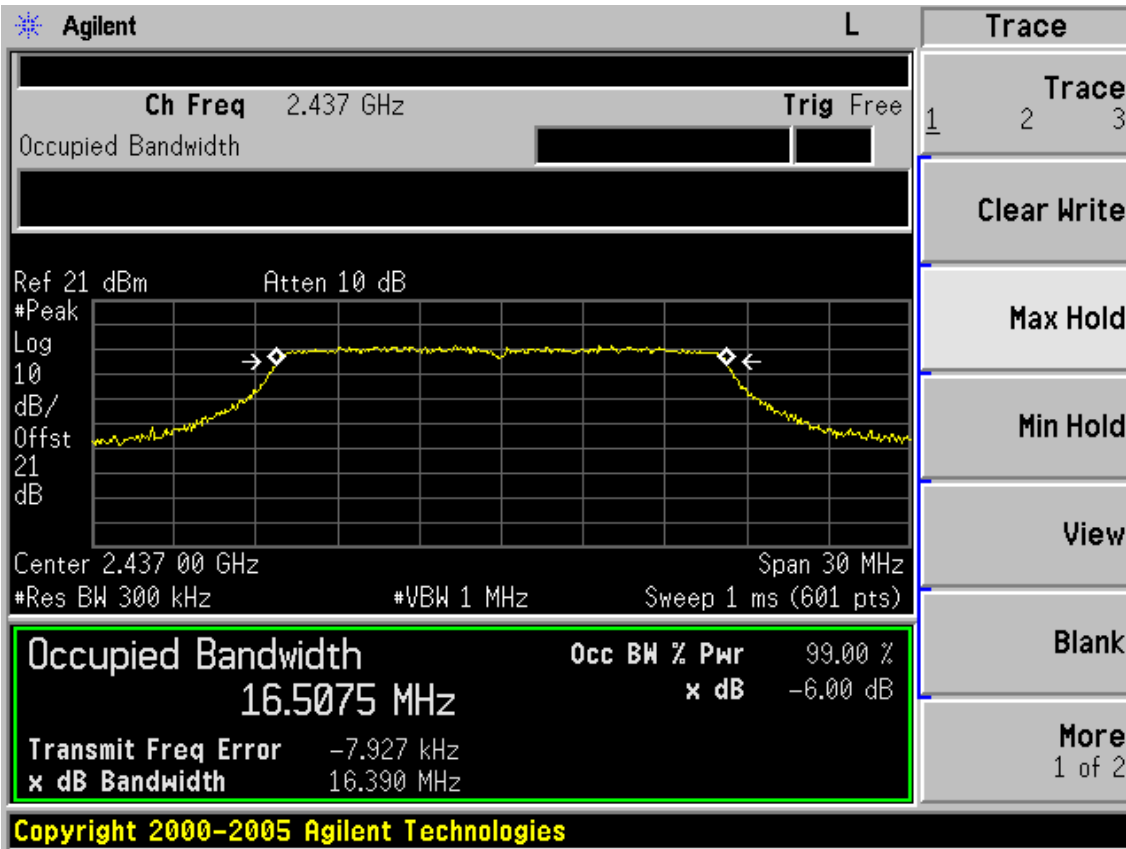 Agilent L
Ch Freq 2.437 GHz Trig Free
Occupied Bandwidth
Ref 21 dBm Atten 10 dB
#Peak
Log
10
dB/
Offst
21
dB
Center 2.437 00 GHz Span 30 MHz
#Res BW 300 kHz #VBW 1 MHz Sweep 1 ms (601 pts)
Occupied Bandwidth
16.5075 MHz
Occ BW % Pwr 99.00 %
x dB -6.00 dB
Transmit Freq Error -7.927 kHz
x dB Bandwidth 16.390 MHz
Copyright 2000-2005 Agilent Technologies
Trace
Trace
1 2 3
Clear Write
Max Hold
Min Hold
View
Blank
More
1 of 2